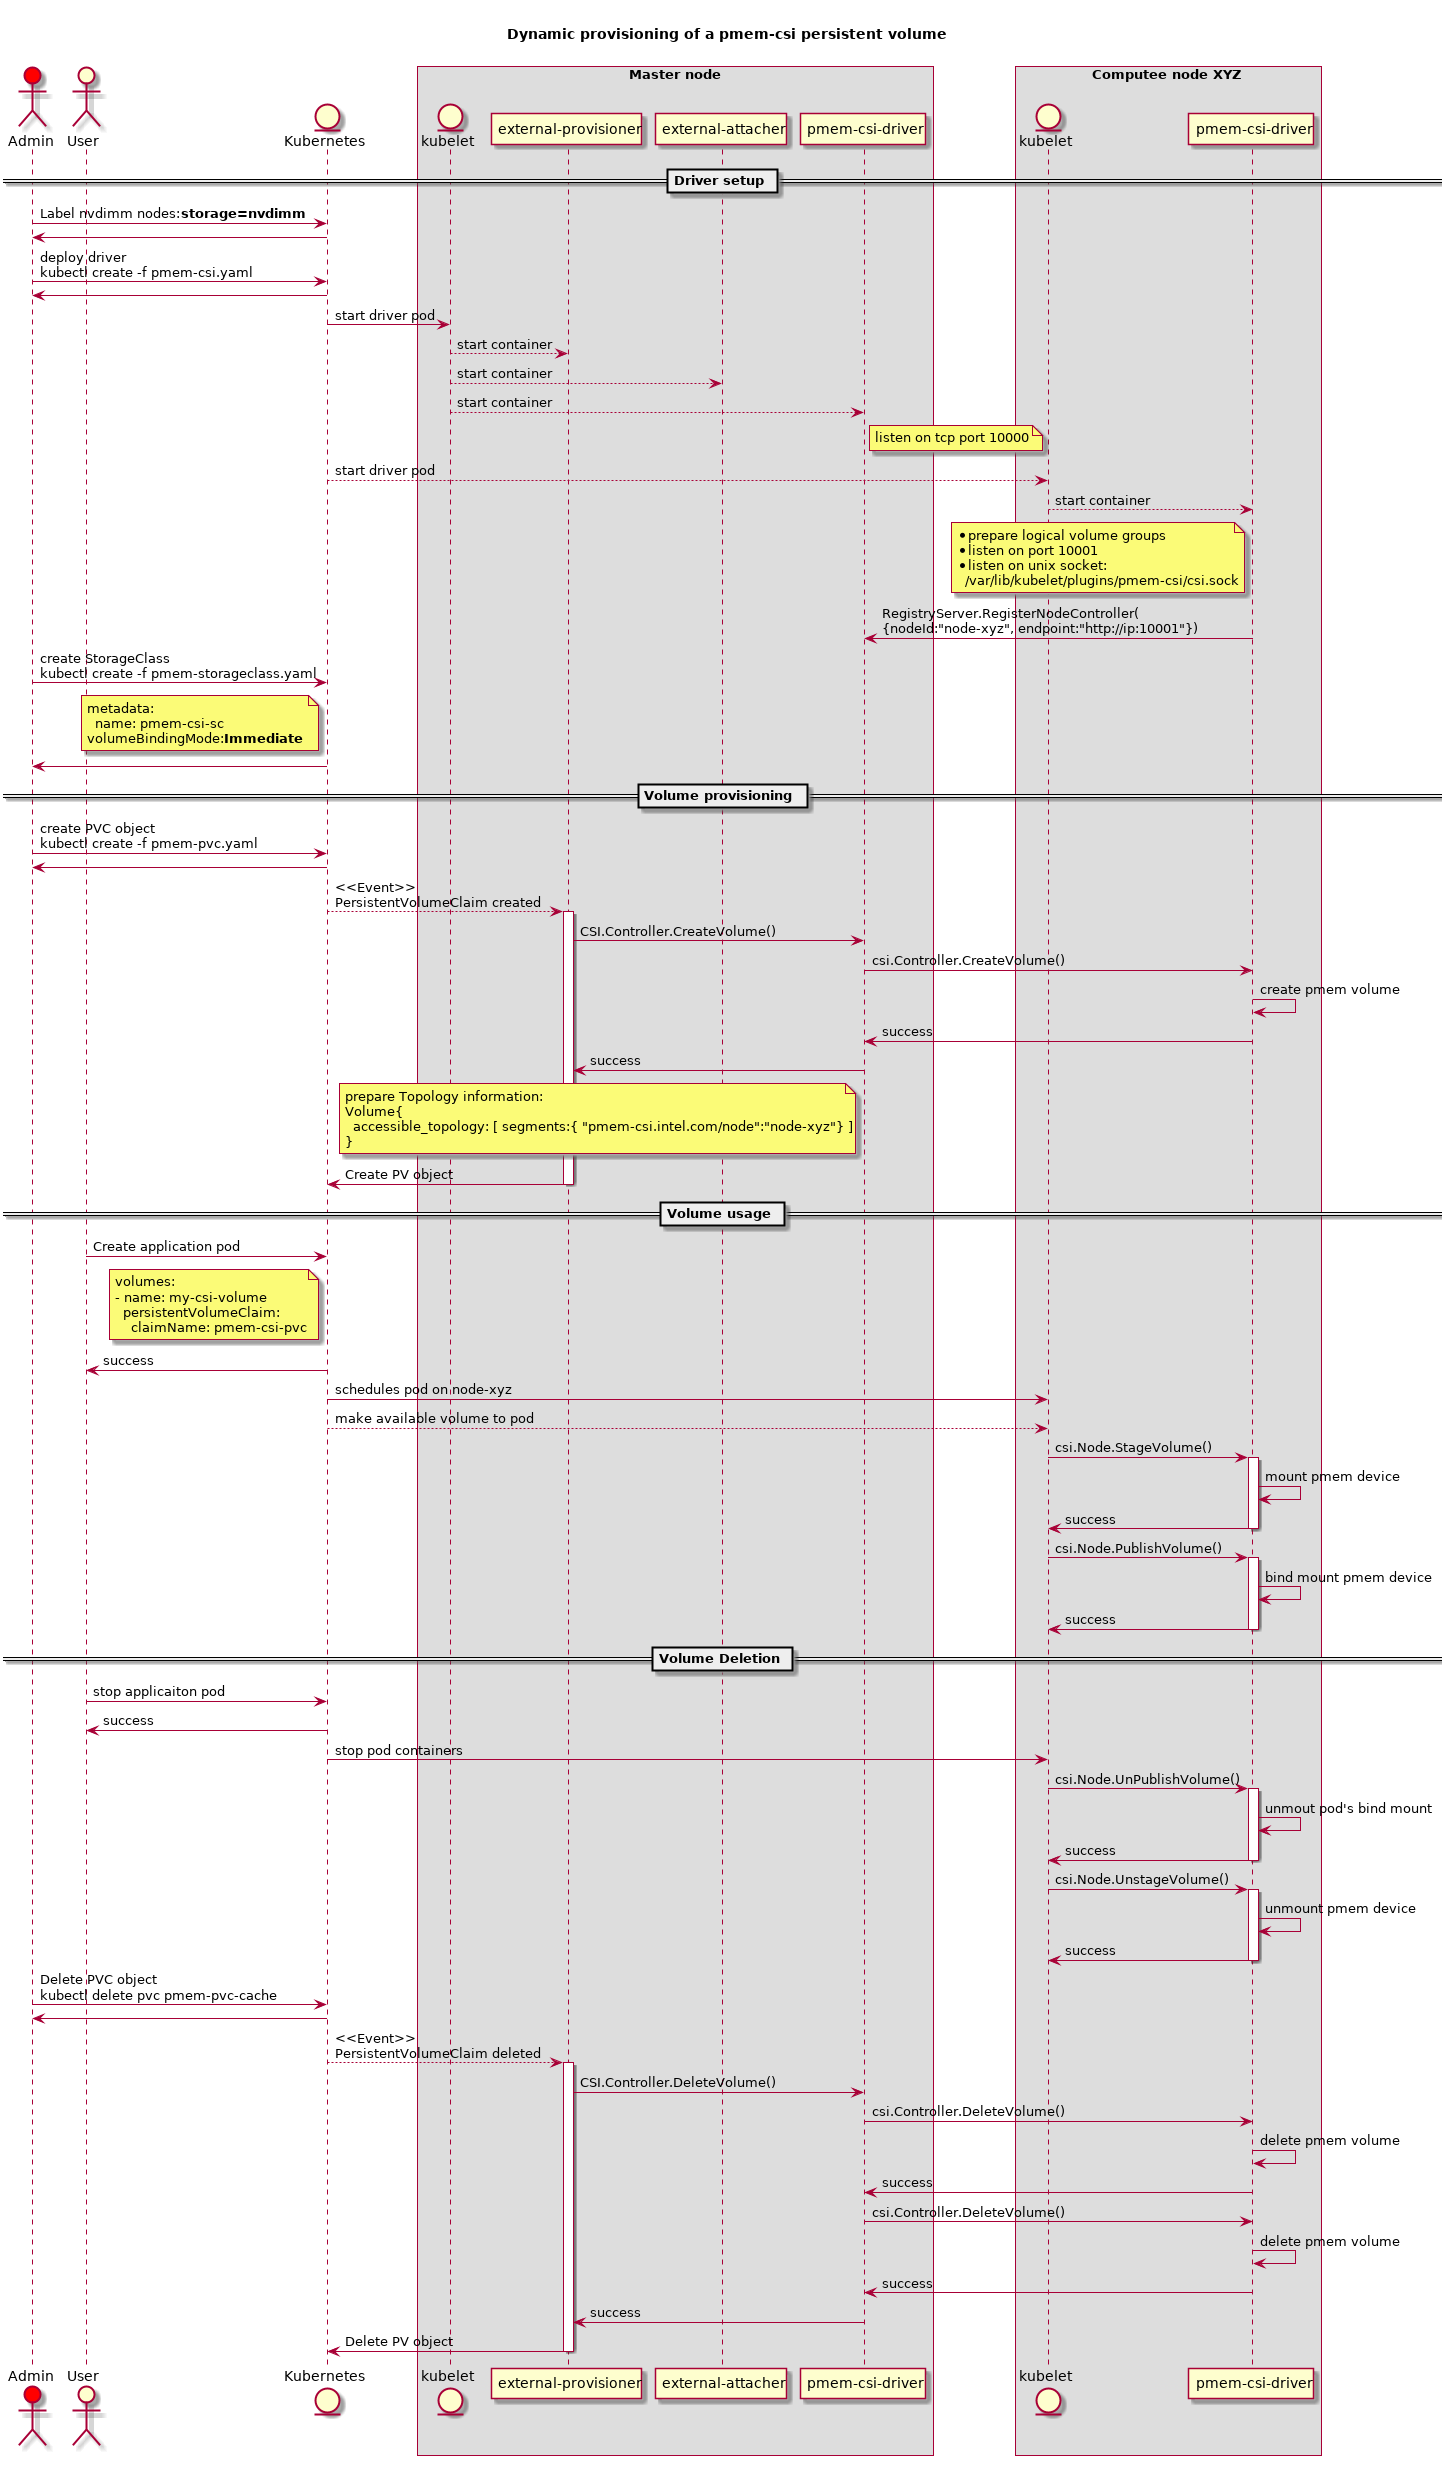 Dynamic provisioning of a pmem-csi persistent volume
Master node
Computee node XYZ
Admin
User
Kubernetes
kubelet
external-provisioner
external-attacher
pmem-csi-driver
kubelet
pmem-csi-driver
Driver setup
Label nvdimm nodes:storage=nvdimm
deploy driver
kubectl create -f pmem-csi.yaml
start driver pod
start container
start container
start container
listen on tcp port 10000
start driver pod
start container
• prepare logical volume groups
• listen on port 10001
• listen on unix socket:
/var/lib/kubelet/plugins/pmem-csi/csi.sock
RegistryServer.RegisterNodeController(
{nodeId:"node-xyz", endpoint:"http://ip:10001"})
create StorageClass
kubectl create -f pmem-storageclass.yaml
metadata:
name: pmem-csi-sc
volumeBindingMode:Immediate
Volume provisioning
create PVC object
kubectl create -f pmem-pvc.yaml
<<Event>>
PersistentVolumeClaim created
CSI.Controller.CreateVolume()
csi.Controller.CreateVolume()
create pmem volume
success
success
prepare Topology information:
Volume{
accessible_topology: [ segments:{ "pmem-csi.intel.com/node":"node-xyz"} ]
}
Create PV object
Volume usage
Create application pod
volumes:
- name: my-csi-volume
persistentVolumeClaim:
claimName: pmem-csi-pvc
success
schedules pod on node-xyz
make available volume to pod
csi.Node.StageVolume()
mount pmem device
success
csi.Node.PublishVolume()
bind mount pmem device
success
Volume Deletion
stop applicaiton pod
success
stop pod containers
csi.Node.UnPublishVolume()
unmout pod's bind mount
success
csi.Node.UnstageVolume()
unmount pmem device
success
Delete PVC object
kubectl delete pvc pmem-pvc-cache
<<Event>>
PersistentVolumeClaim deleted
CSI.Controller.DeleteVolume()
csi.Controller.DeleteVolume()
delete pmem volume
success
csi.Controller.DeleteVolume()
delete pmem volume
success
success
Delete PV object
Admin
User
Kubernetes
kubelet
external-provisioner
external-attacher
pmem-csi-driver
kubelet
pmem-csi-driver